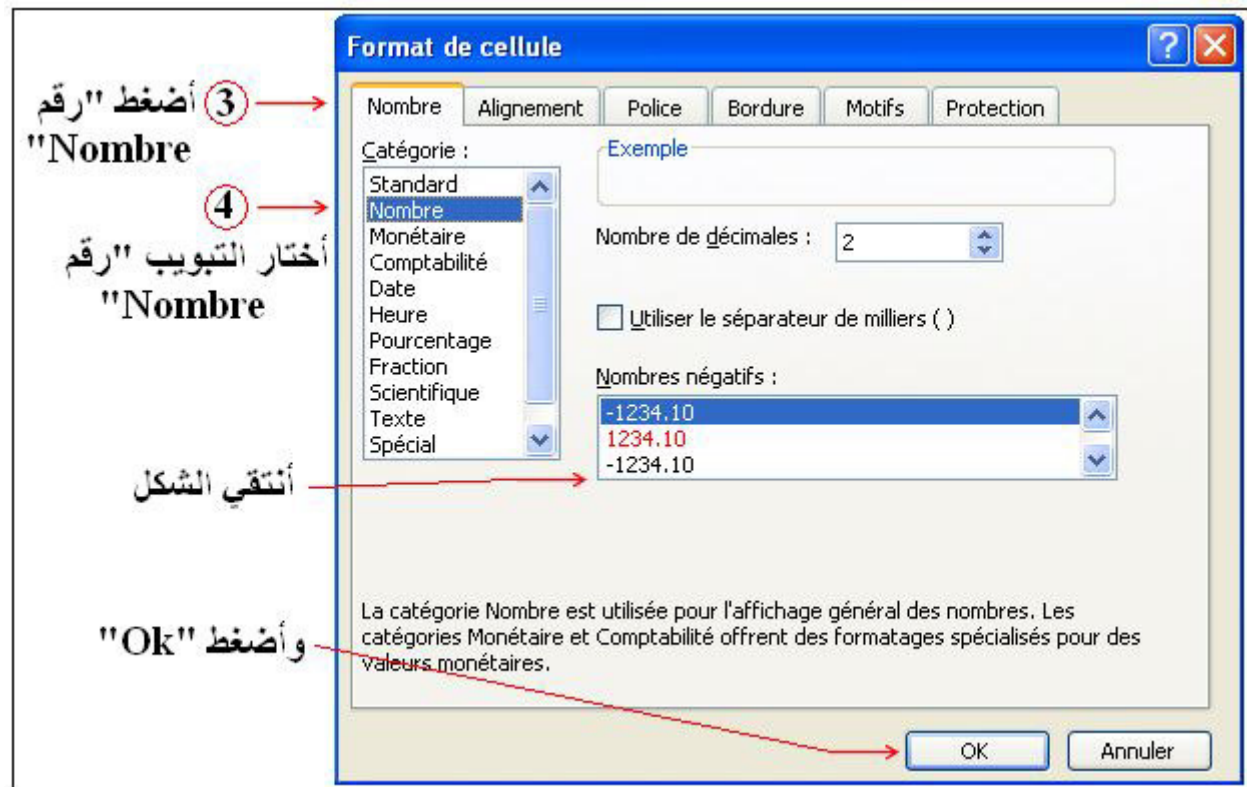 Format de cellule
③ أضغط "رقم
Nombre"
④
أختار التبويب "رقم
Nombre"
أنتقي الشكل
وأضغط "Ok"
Nombre
Alignement
Police
Bordure
Motifs
Protection
Catégorie :
Standard
Nombre
Monétaire
Comptabilité
Date
Heure
Pourcentage
Fraction
Scientifique
Texte
Spécial
Exemple
Nombre de décimales : 2
Utiliser le séparateur de milliers ( )
Nombres négatifs :
-1234.10
1234.10
-1234.10
La catégorie Nombre est utilisée pour l'affichage général des nombres. Les
catégories Monétaire et Comptabilité offrent des formatages spécialisés pour des
valeurs monétaires.
OK
Annuler